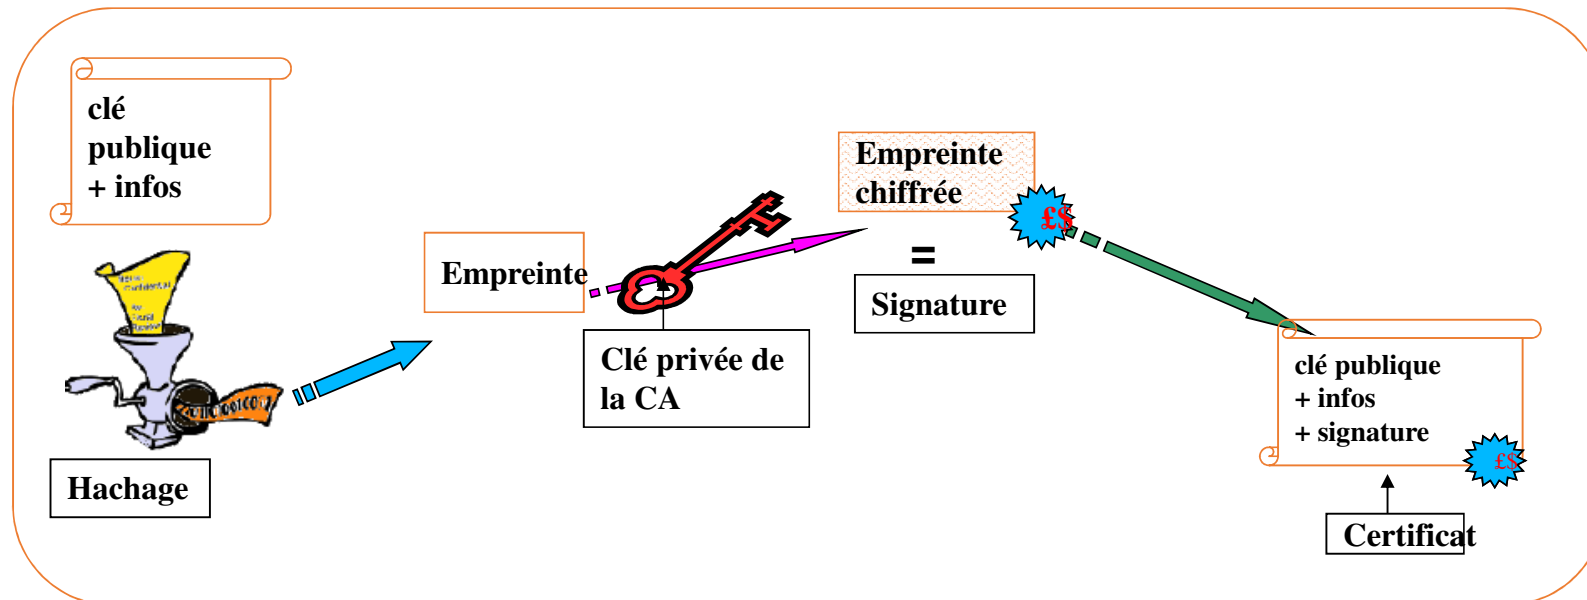 clé
publique
+ infos
Empreinte
chiffrée
£$
=
Signature
Empreinte
Clé privée de
la CA
Hachage
clé publique
+ infos
+ signature
£$
Certificat